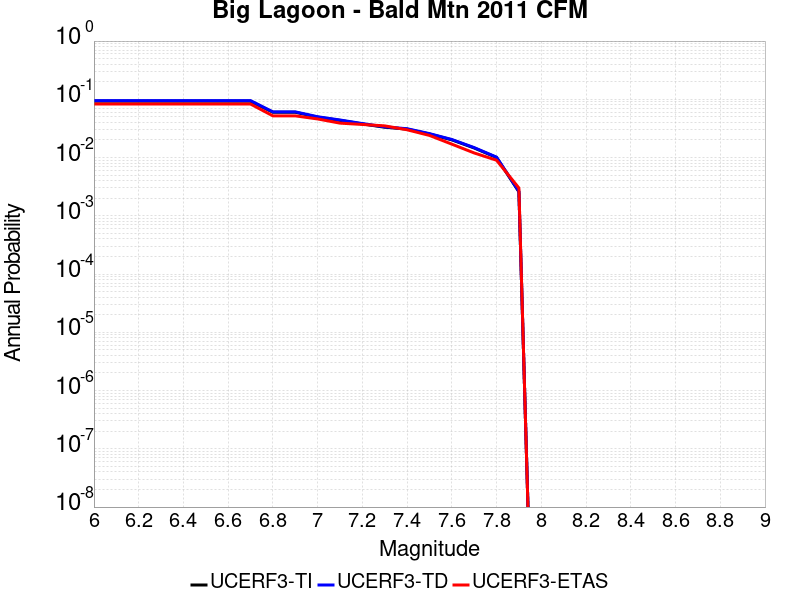 Big Lagoon - Bald Mtn 2011 CFM
10^0
10^-1
10^-2
10^-3
10^-4
10^-5
10^-6
10^-7
10^-8
Annual Probability
6 6.2 6.4 6.6 6.8 7 7.2 7.4 7.6 7.8 8 8.2 8.4 8.6 8.8 9
Magnitude
UCERF3-TI UCERF3-TD UCERF3-ETAS